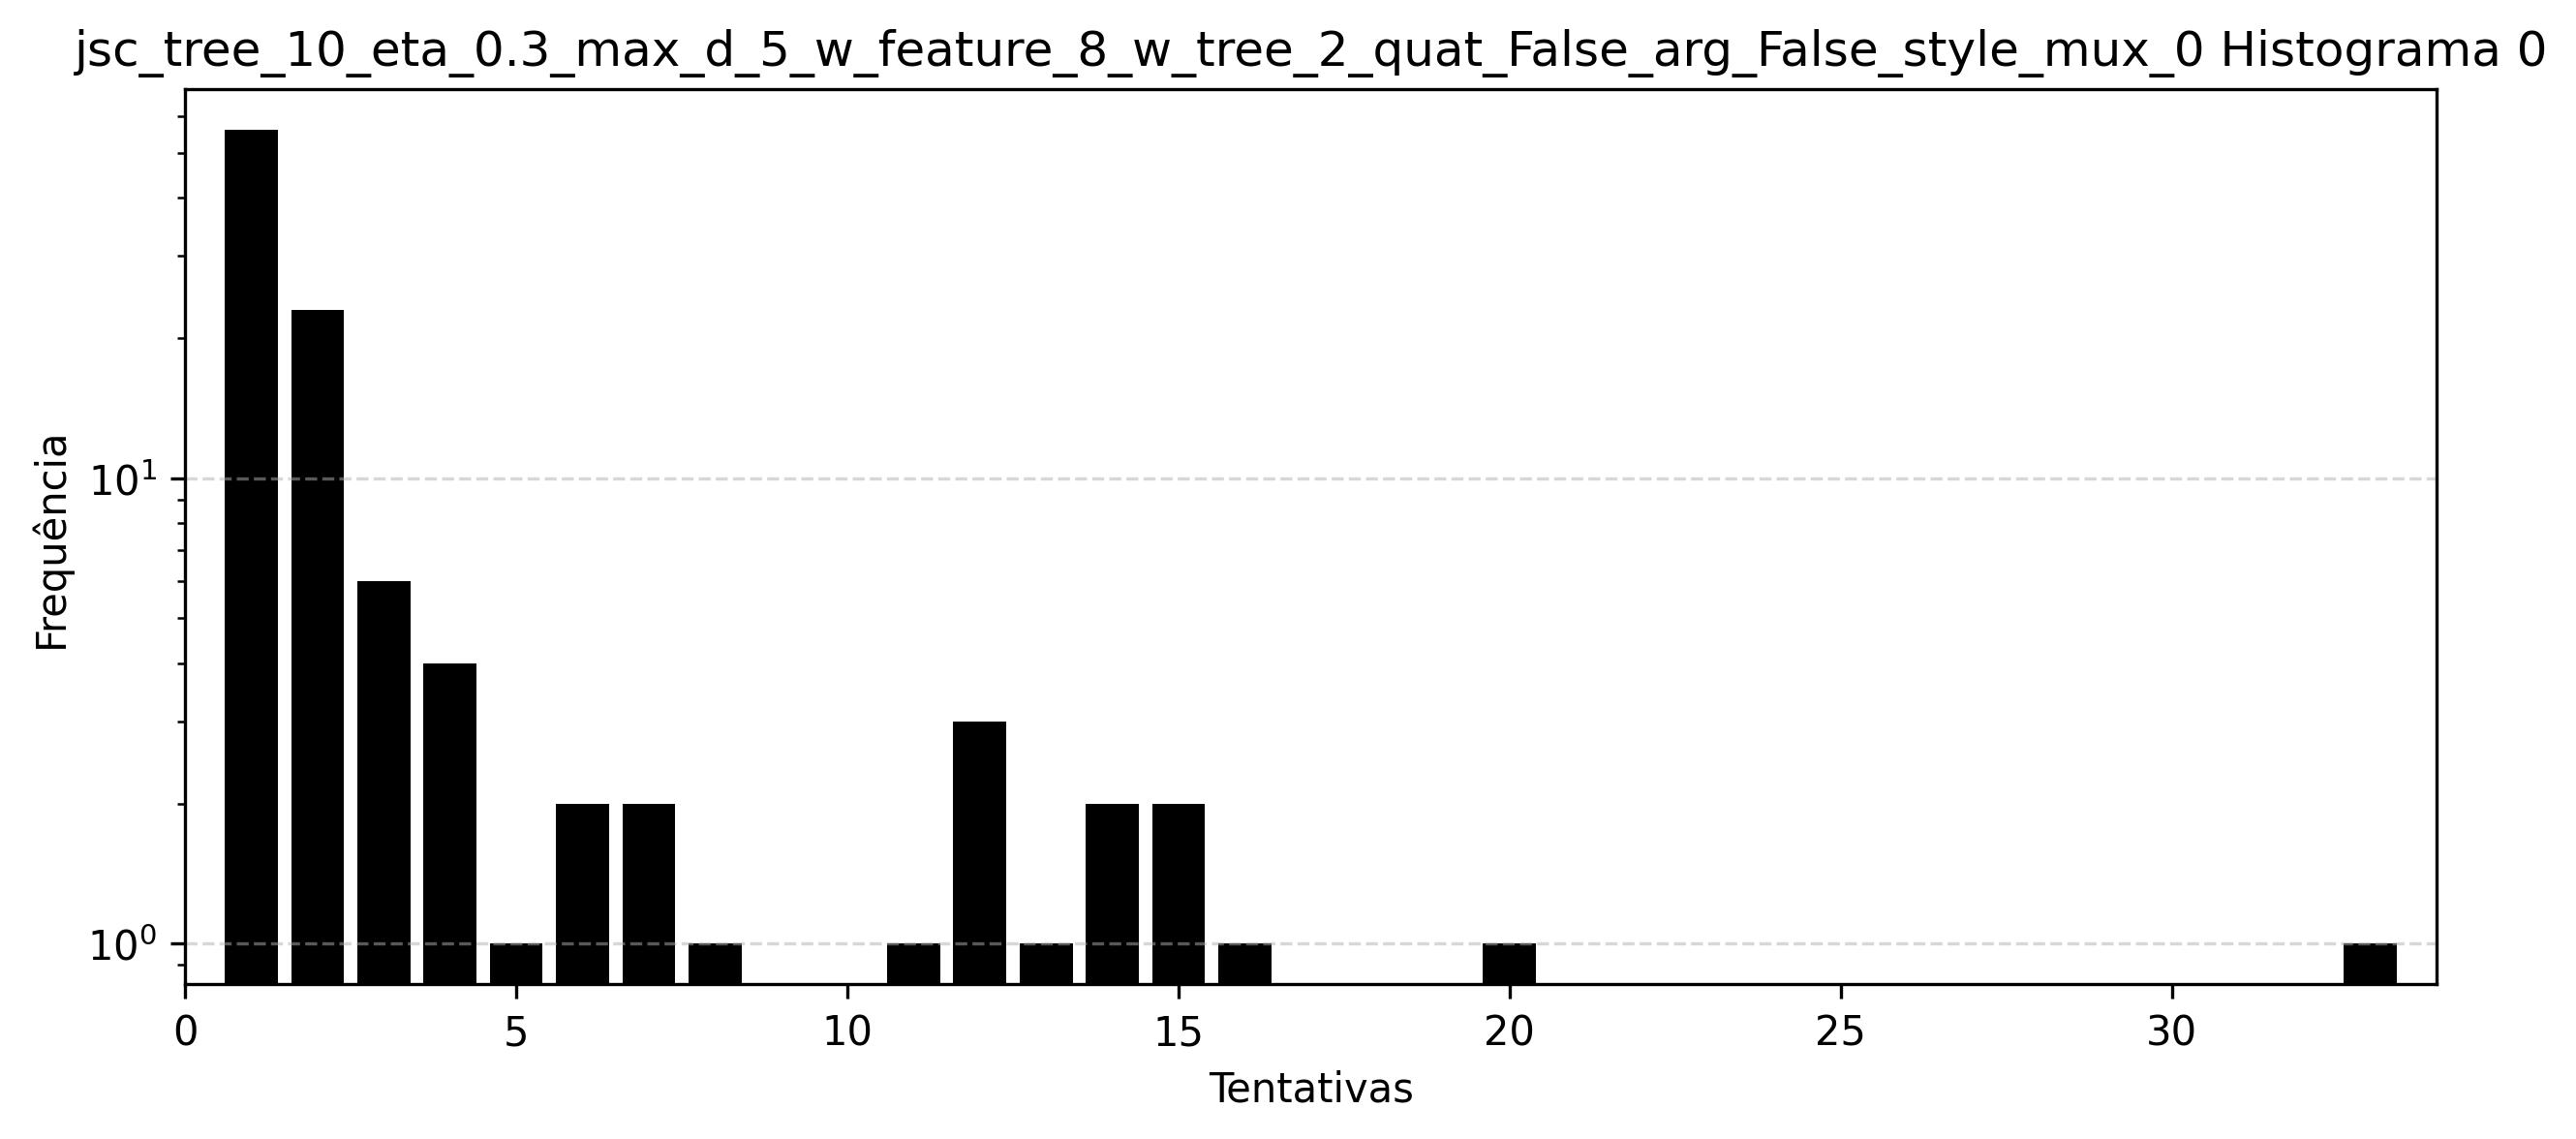 jsc_tree_10_eta_0.3_max_d_5_w_feature_8_w_tree_2_quat_False_arg_False_style_mux_0 Histograma 0
Frequência
10¹
10⁰
0 5 10 15 20 25 30
Tentativas